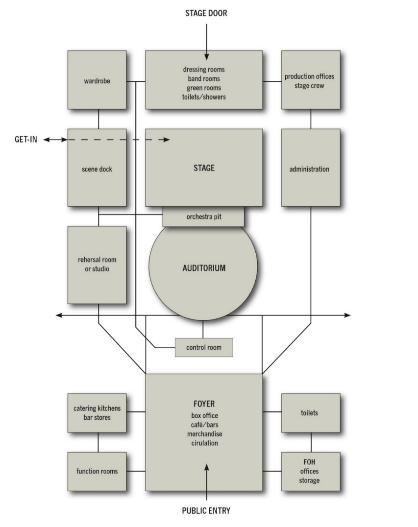 STAGE DOOR
wardrobe
dressing rooms
band rooms
green rooms
toilets/showers
production offices
stage crew
GET-IN
scene dock
STAGE
administration
orchestra pit
rehersal room
or studio
AUDITORIUM
control room
catering kitchens
bar stores
FOYER
box office
café/bars
merchandise
cirulation
toilets
function rooms
FOH
offices
storage
PUBLIC ENTRY